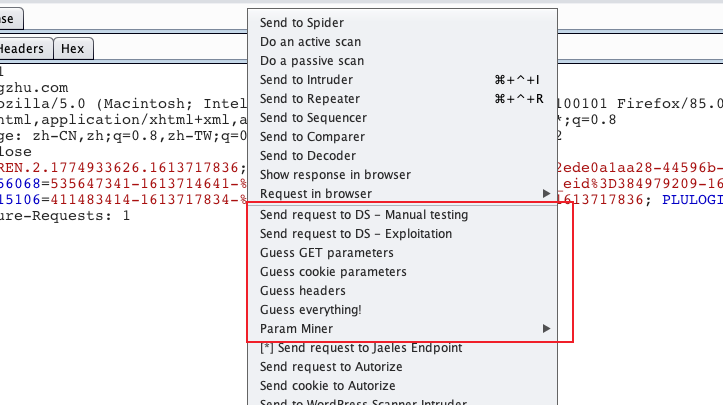 se
Headers Hex
1
gzhu.com
ozilla/5.0 (Macintosh; Intel 100101 Firefox/85.0
html,application/xhtml+xml,a *;q=0.8
ge: zh-CN,zh;q=0.8,zh-TW;q=0 2
lose
REN.2.1774933626.1613717836; 2ede0a1aa28-44596b-
56068=535647341-1613714641-% _eid%3D384979209-16
15106=411483414-1613717834-% 1613717836; PLULOGI
ure-Requests: 1
Send to Spider
Do an active scan
Do a passive scan
Send to Intruder ⌘+^+I
Send to Repeater ⌘+^+R
Send to Sequencer
Send to Comparer
Send to Decoder
Show response in browser
Request in browser
Send request to DS - Manual testing
Send request to DS - Exploitation
Guess GET parameters
Guess cookie parameters
Guess headers
Guess everything!
Param Miner
[*] Send request to Jaeles Endpoint
Send request to Autorize
Send cookie to Autorize
Send to WordPress Scanner Intruder